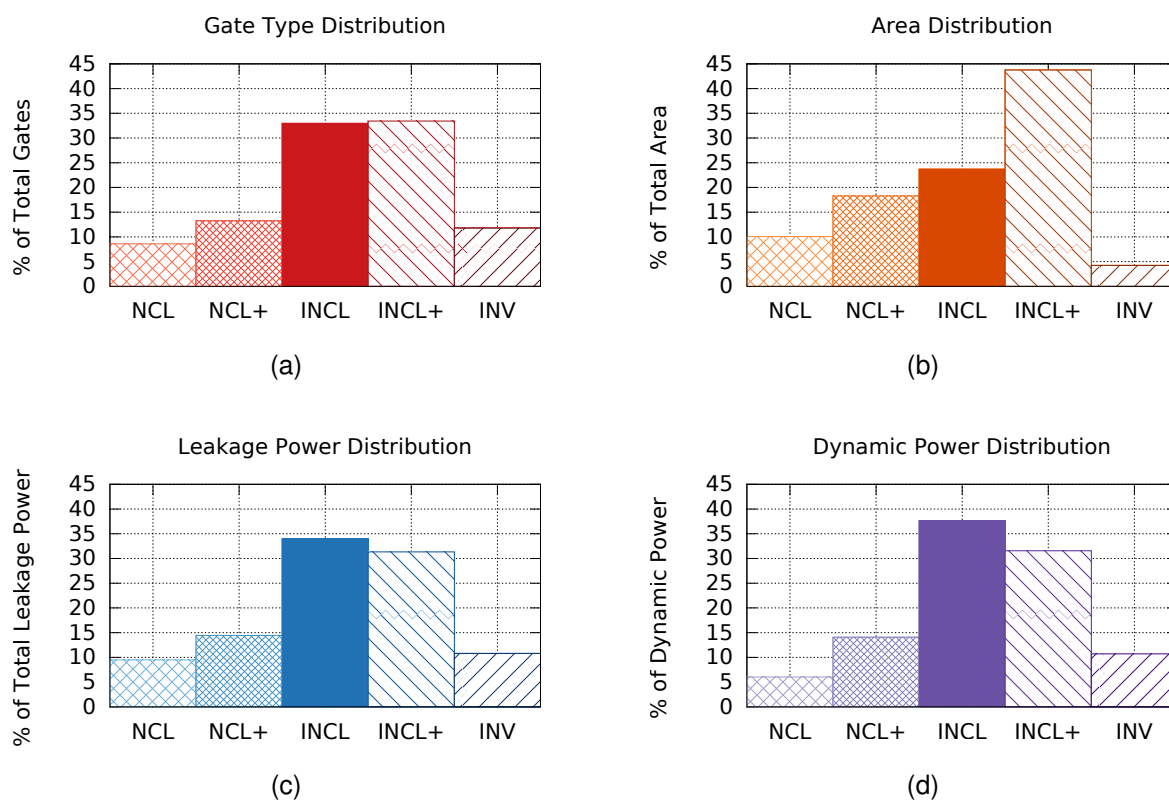 Gate Type Distribution
% of Total Gates
45
40
35
30
25
20
15
10
5
0
NCL NCL+ INCL INCL+ INV
(a)
Area Distribution
% of Total Area
45
40
35
30
25
20
15
10
5
0
NCL NCL+ INCL INCL+ INV
(b)
Leakage Power Distribution
% of Total Leakage Power
45
40
35
30
25
20
15
10
5
0
NCL NCL+ INCL INCL+ INV
(c)
Dynamic Power Distribution
% of Dynamic Power
45
40
35
30
25
20
15
10
5
0
NCL NCL+ INCL INCL+ INV
(d)